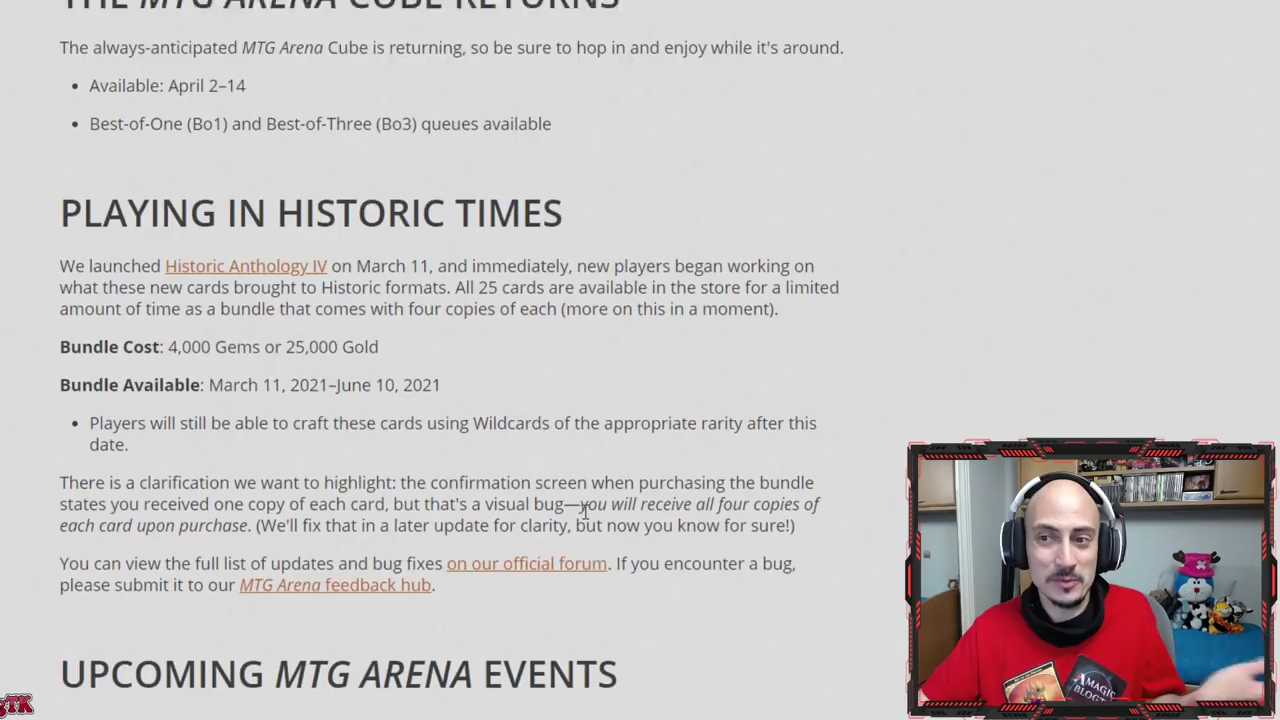 THE MTG ARENA CUBE RETURNS
The always-anticipated MTG Arena Cube is returning, so be sure to hop in and enjoy while it's around.
• Available: April 2–14
• Best-of-One (Bo1) and Best-of-Three (Bo3) queues available
PLAYING IN HISTORIC TIMES
We launched Historic Anthology IV on March 11, and immediately, new players began working on
what these new cards brought to Historic formats. All 25 cards are available in the store for a limited
amount of time as a bundle that comes with four copies of each (more on this in a moment).
Bundle Cost: 4,000 Gems or 25,000 Gold
Bundle Available: March 11, 2021–June 10, 2021
• Players will still be able to craft these cards using Wildcards of the appropriate rarity after this
date.
There is a clarification we want to highlight: the confirmation screen when purchasing the bundle
states you received one copy of each card, but that's a visual bug—you will receive all four copies of
each card upon purchase. (We'll fix that in a later update for clarity, but now you know for sure!)
You can view the full list of updates and bug fixes on our official forum. If you encounter a bug,
please submit it to our MTG Arena feedback hub.
UPCOMING MTG ARENA EVENTS
TK
AMAGIC